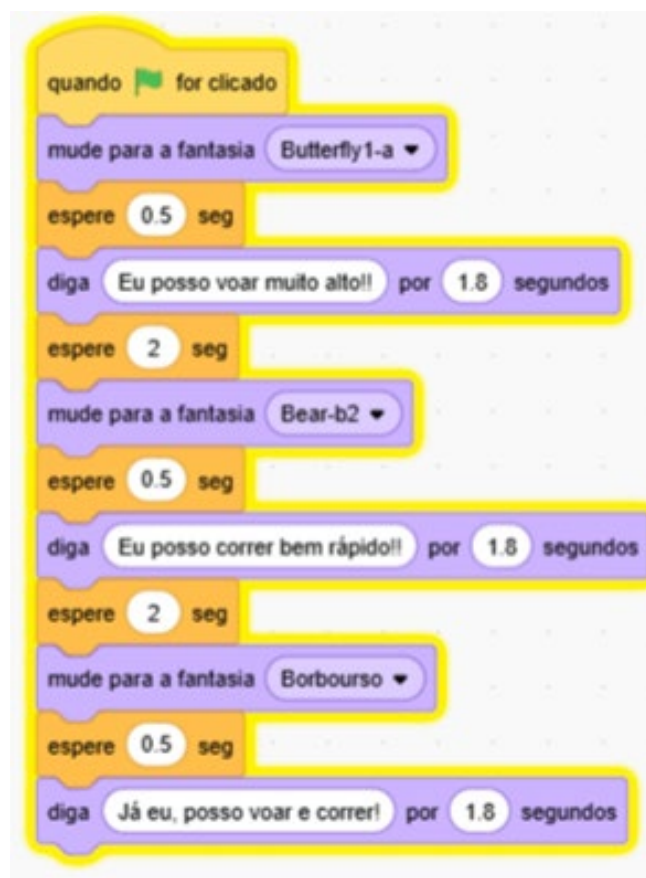 quando for clicado
mude para a fantasia Butterfly1-a
espere 0.5 seg
diga Eu posso voar muito alto!! por 1.8 segundos
espere 2 seg
mude para a fantasia Bear-b2
espere 0.5 seg
diga Eu posso correr bem rápido!! por 1.8 segundos
espere 2 seg
mude para a fantasia Borbourso
espere 0.5 seg
diga Já eu, posso voar e correr! por 1.8 segundos